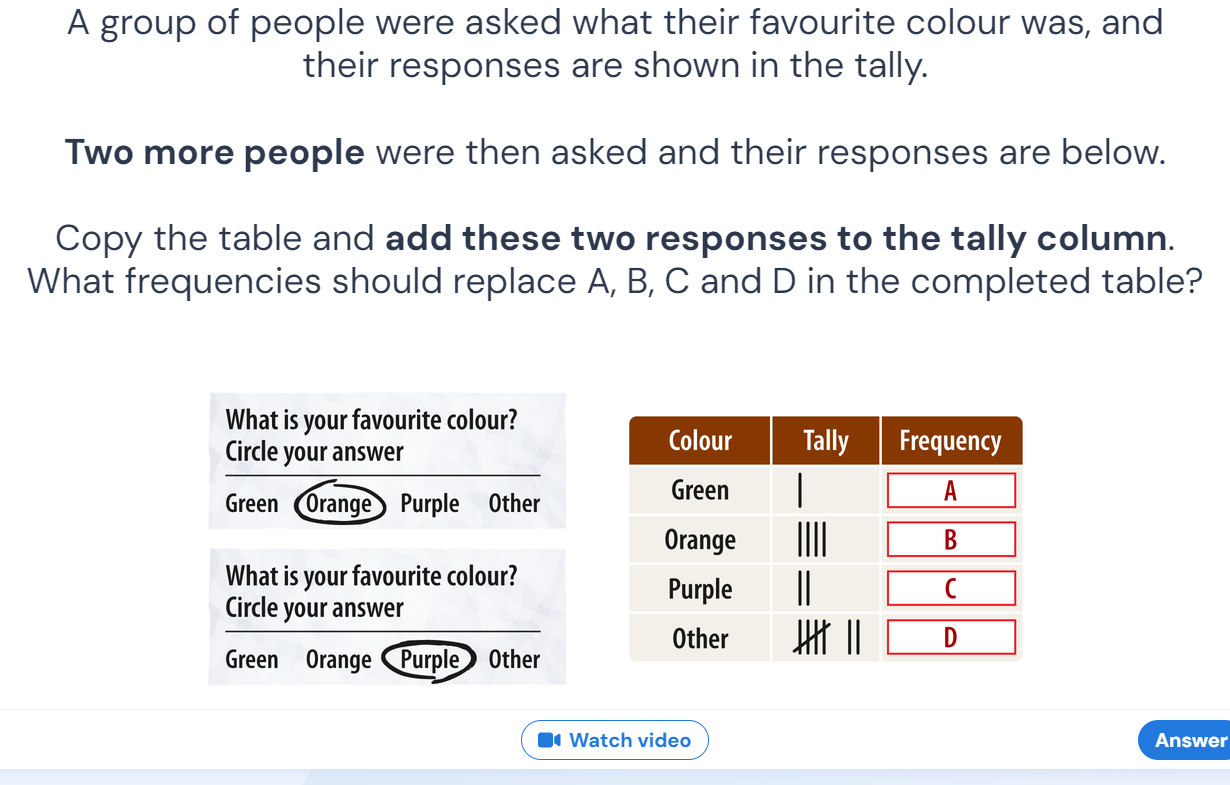 A group of people were asked what their favourite colour was, and
their responses are shown in the tally.
Two more people were then asked and their responses are below.
Copy the table and add these two responses to the tally column.
What frequencies should replace A, B, C and D in the completed table?
What is your favourite colour?
Circle your answer
Green Orange Purple Other
What is your favourite colour?
Circle your answer
Green Orange Purple Other
Colour Tally Frequency
Green A
Orange B
Purple C
Other D
Watch video
Answer